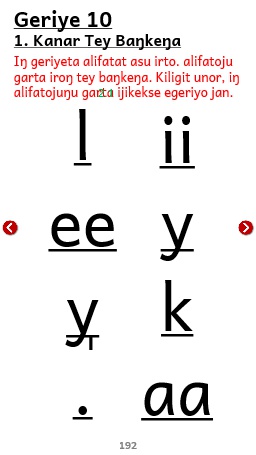 Geriye 10
1. Kanar Tey Baŋkeŋa
Iŋ geriyeta alifatat asu irto. alifatoju
garta iroŋ tey baŋkeŋa. Kiligit unor, iŋ
alifatojuŋu garta ijikekse egeriyo jan.
l ii
ee y
y̱ k
. aa
192